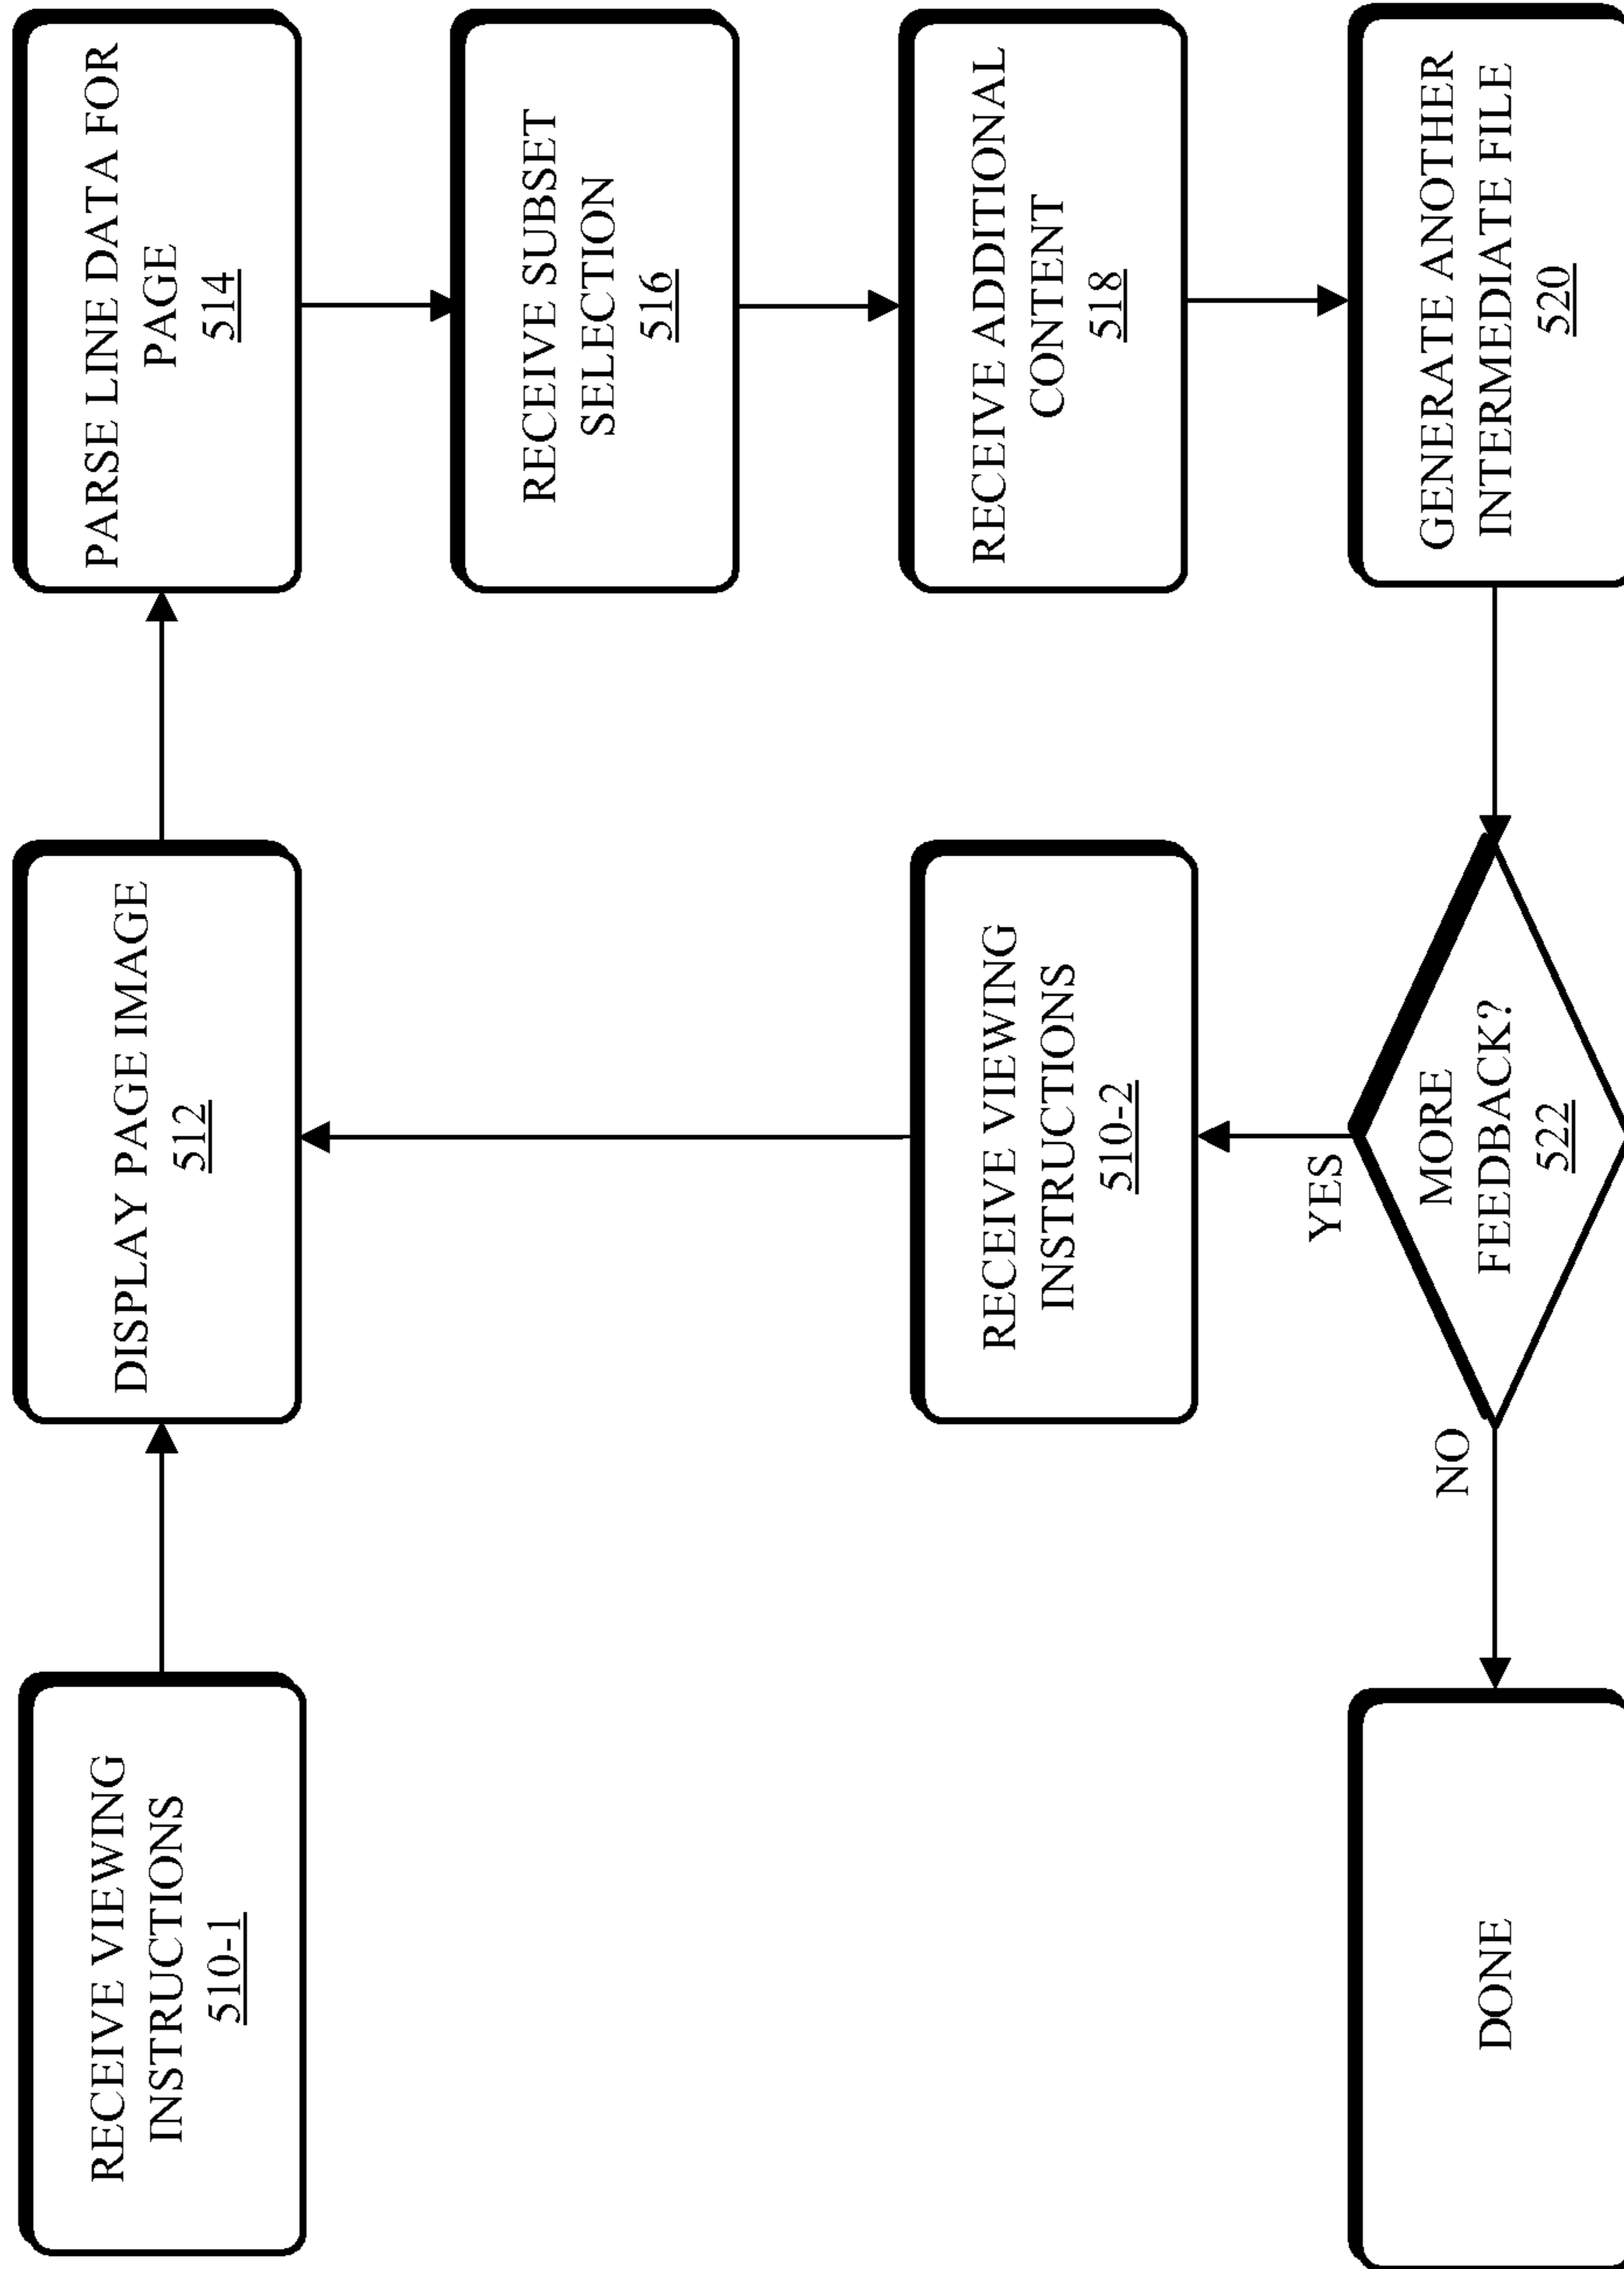 RECEIVE VIEWING
INSTRUCTIONS
510-1
DISPLAY PAGE IMAGE
512
PARSE LINE DATA FOR
PAGE
514
RECEIVE SUBSET
SELECTION
516
RECEIVE ADDITIONAL
CONTENT
518
GENERATE ANOTHER
INTERMEDIATE FILE
520
MORE
FEEDBACK?
522
YES
RECEIVE VIEWING
INSTRUCTIONS
510-2
NO
DONE